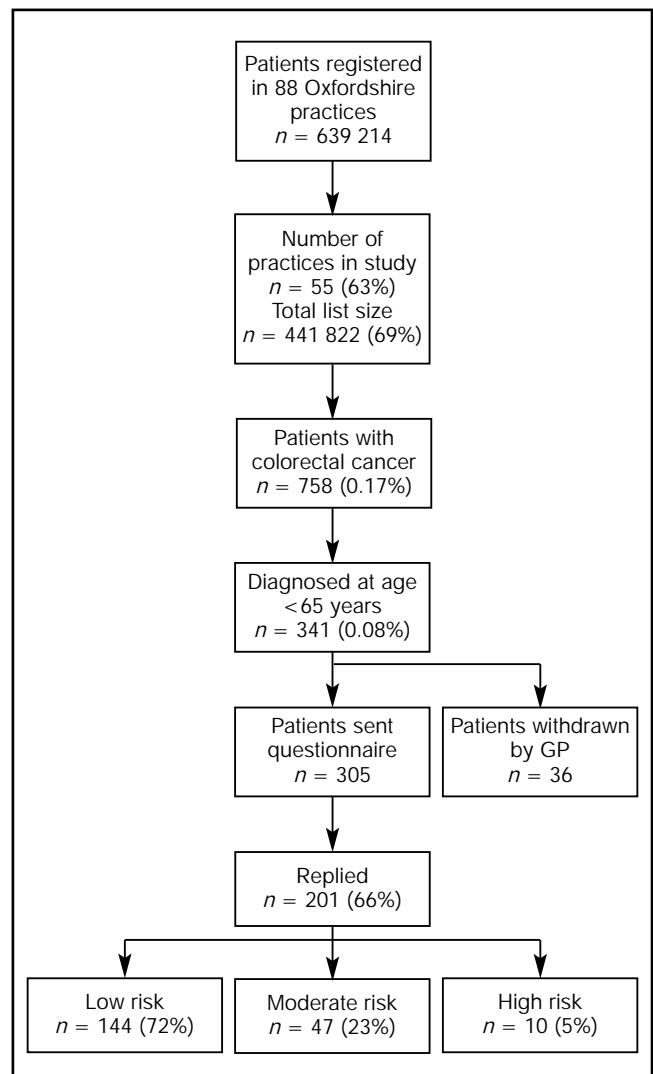 Patients registered
in 88 Oxfordshire
practices
n = 639 214
Number of
practices in study
n = 55 (63%)
Total list size
n = 441 822 (69%)
Patients with
colorectal cancer
n = 758 (0.17%)
Diagnosed at age
<65 years
n = 341 (0.08%)
Patients sent
questionnaire
n = 305
Patients withdrawn
by GP
n = 36
Replied
n = 201 (66%)
Low risk
n = 144 (72%)
Moderate risk
n = 47 (23%)
High risk
n = 10 (5%)